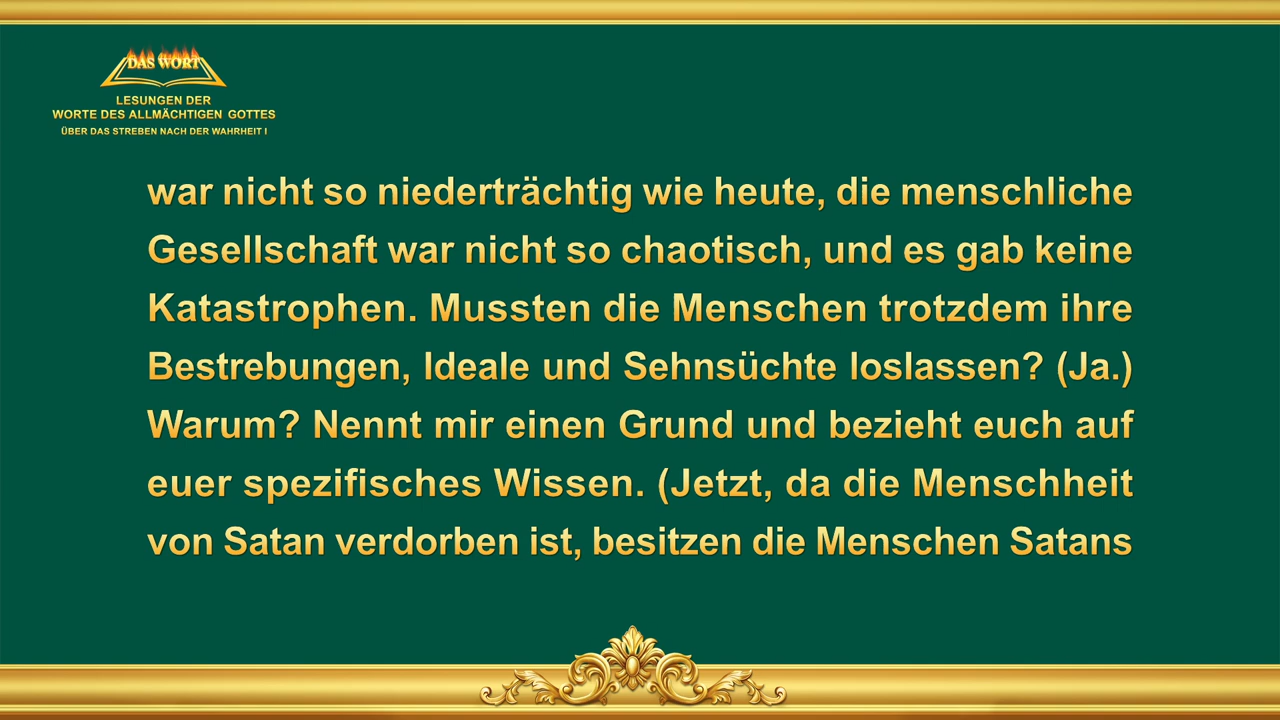 DAS WORT
LESUNGEN DER
WORTE DES ALLMÄCHTIGEN GOTTES
ÜBER DAS STREBEN NACH DER WAHRHEIT I
war nicht so niederträchtig wie heute, die menschliche
Gesellschaft war nicht so chaotisch, und es gab keine
Katastrophen. Mussten die Menschen trotzdem ihre
Bestrebungen, Ideale und Sehnsüchte loslassen? (Ja.)
Warum? Nennt mir einen Grund und bezieht euch auf
euer spezifisches Wissen. (Jetzt, da die Menschheit
von Satan verdorben ist, besitzen die Menschen Satans